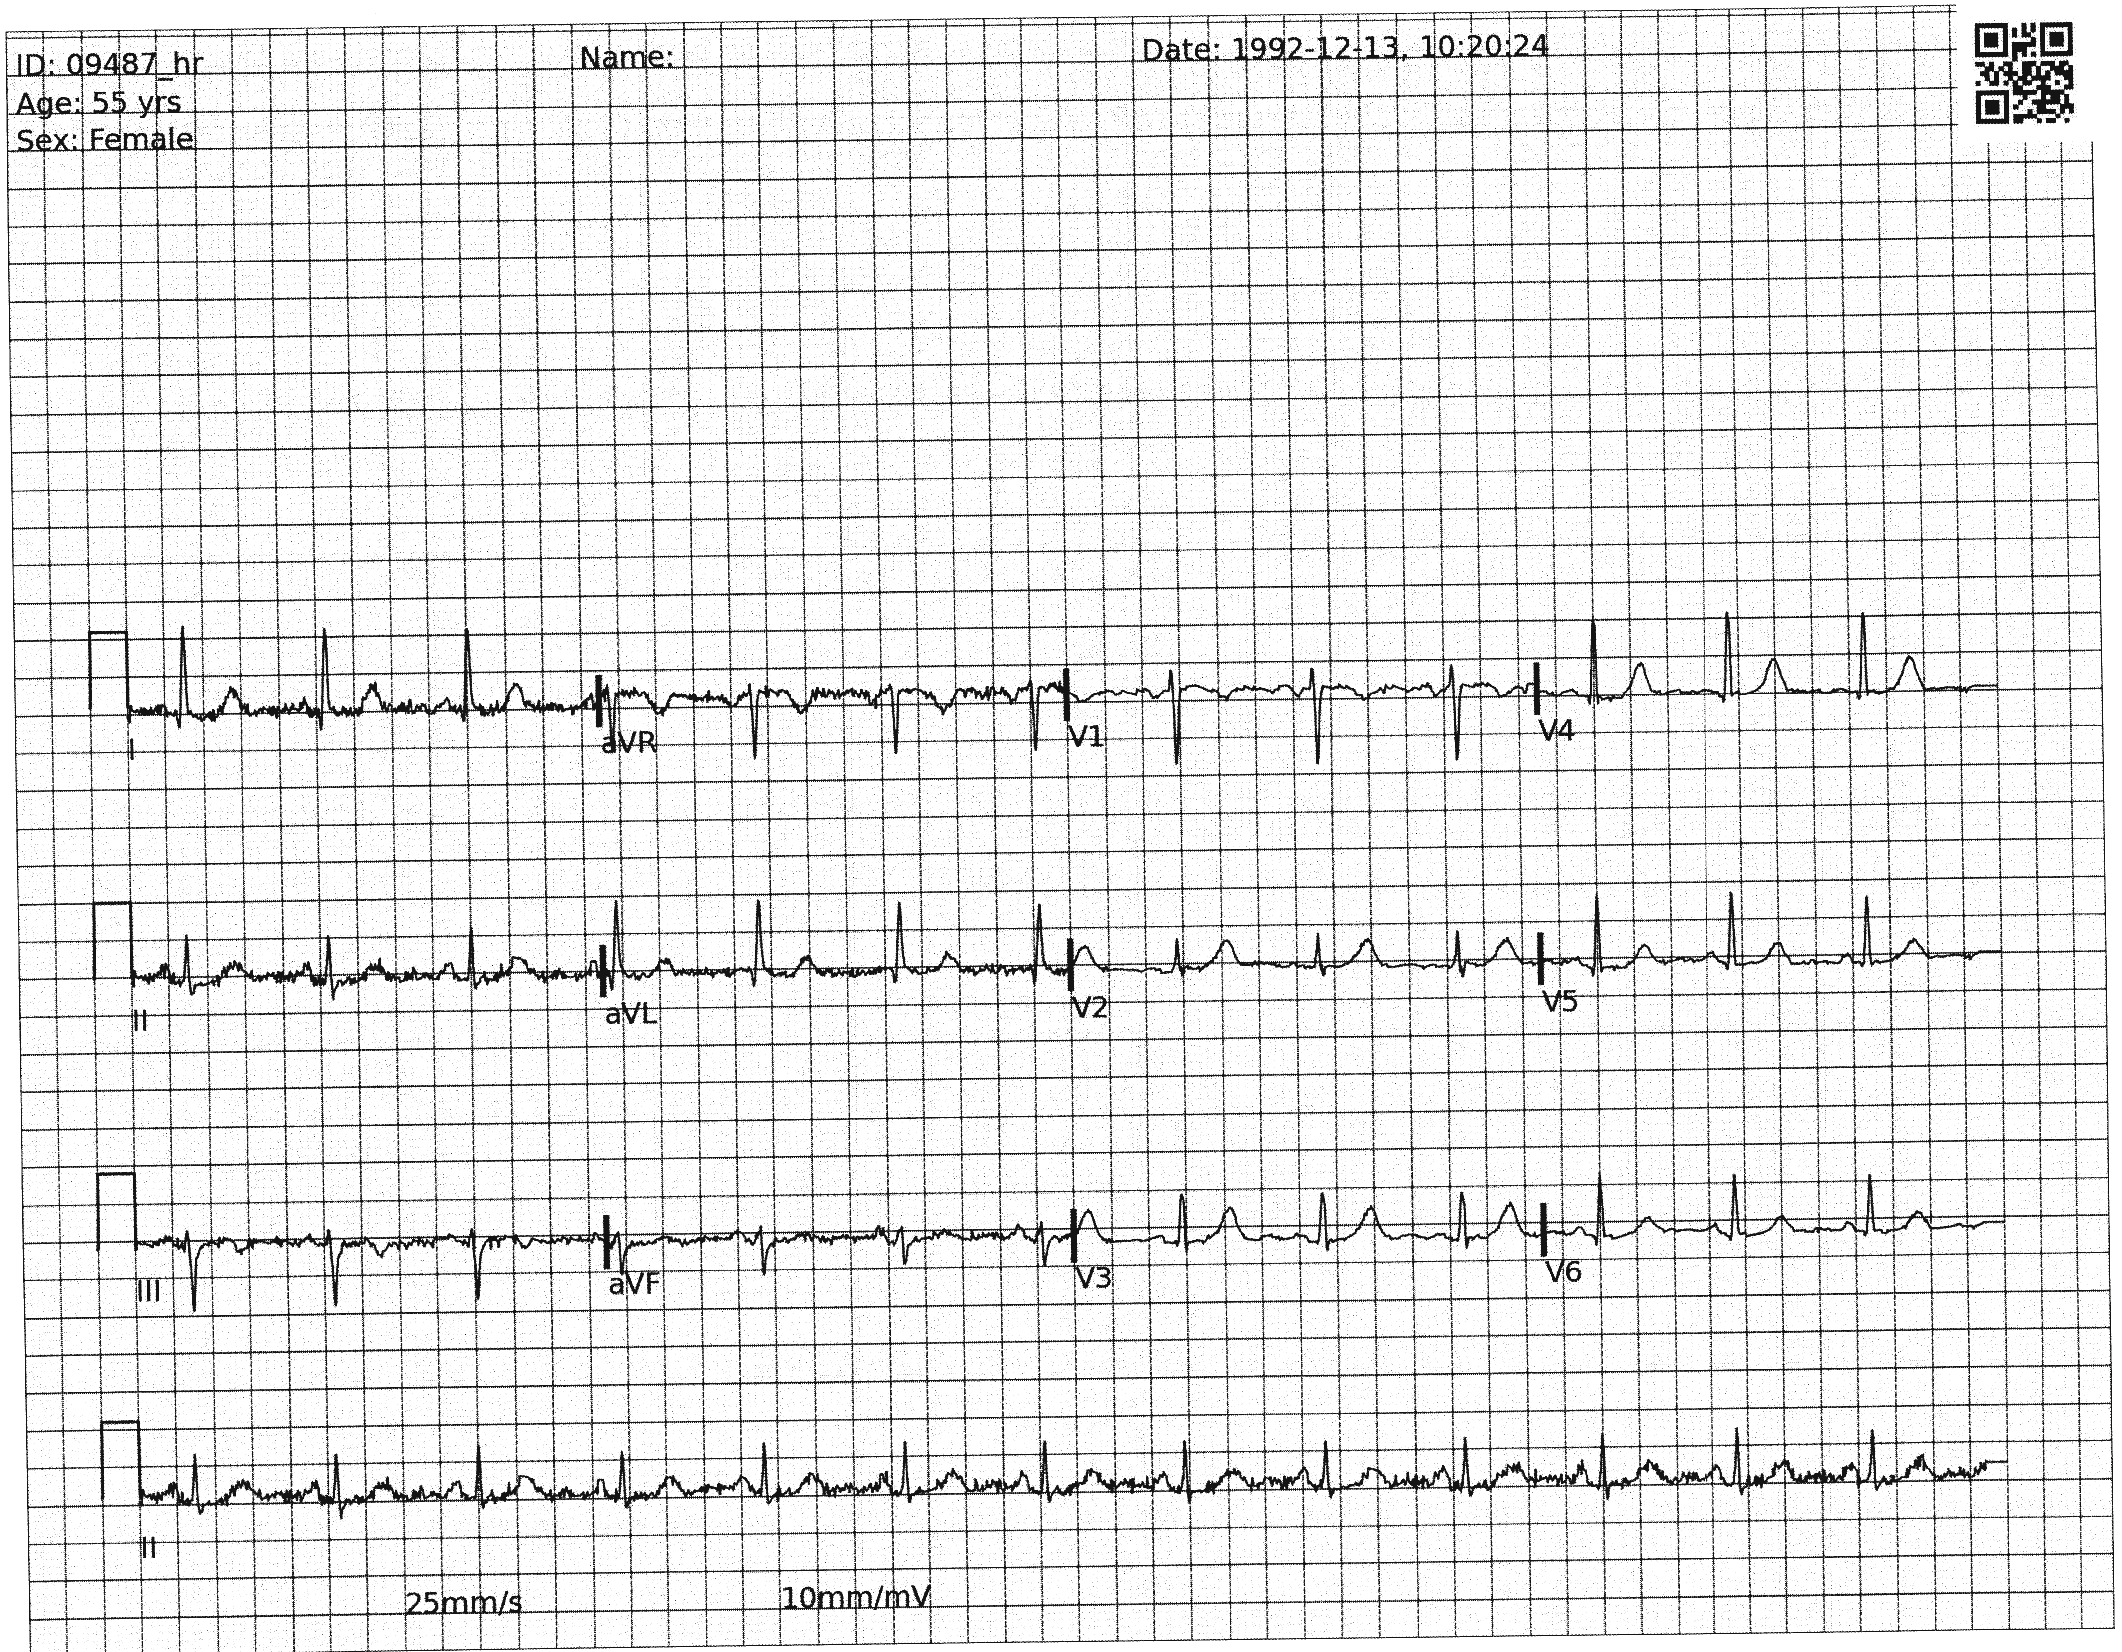 ID: 09487_hr
Name:
Date: 1992-12-13, 10:20:24
Age: 55 yrs
Sex: Female
I
aVR
V1
V4
II
aVL
V2
V5
III
aVF
V3
V6
II
25mm/s
10mm/mV